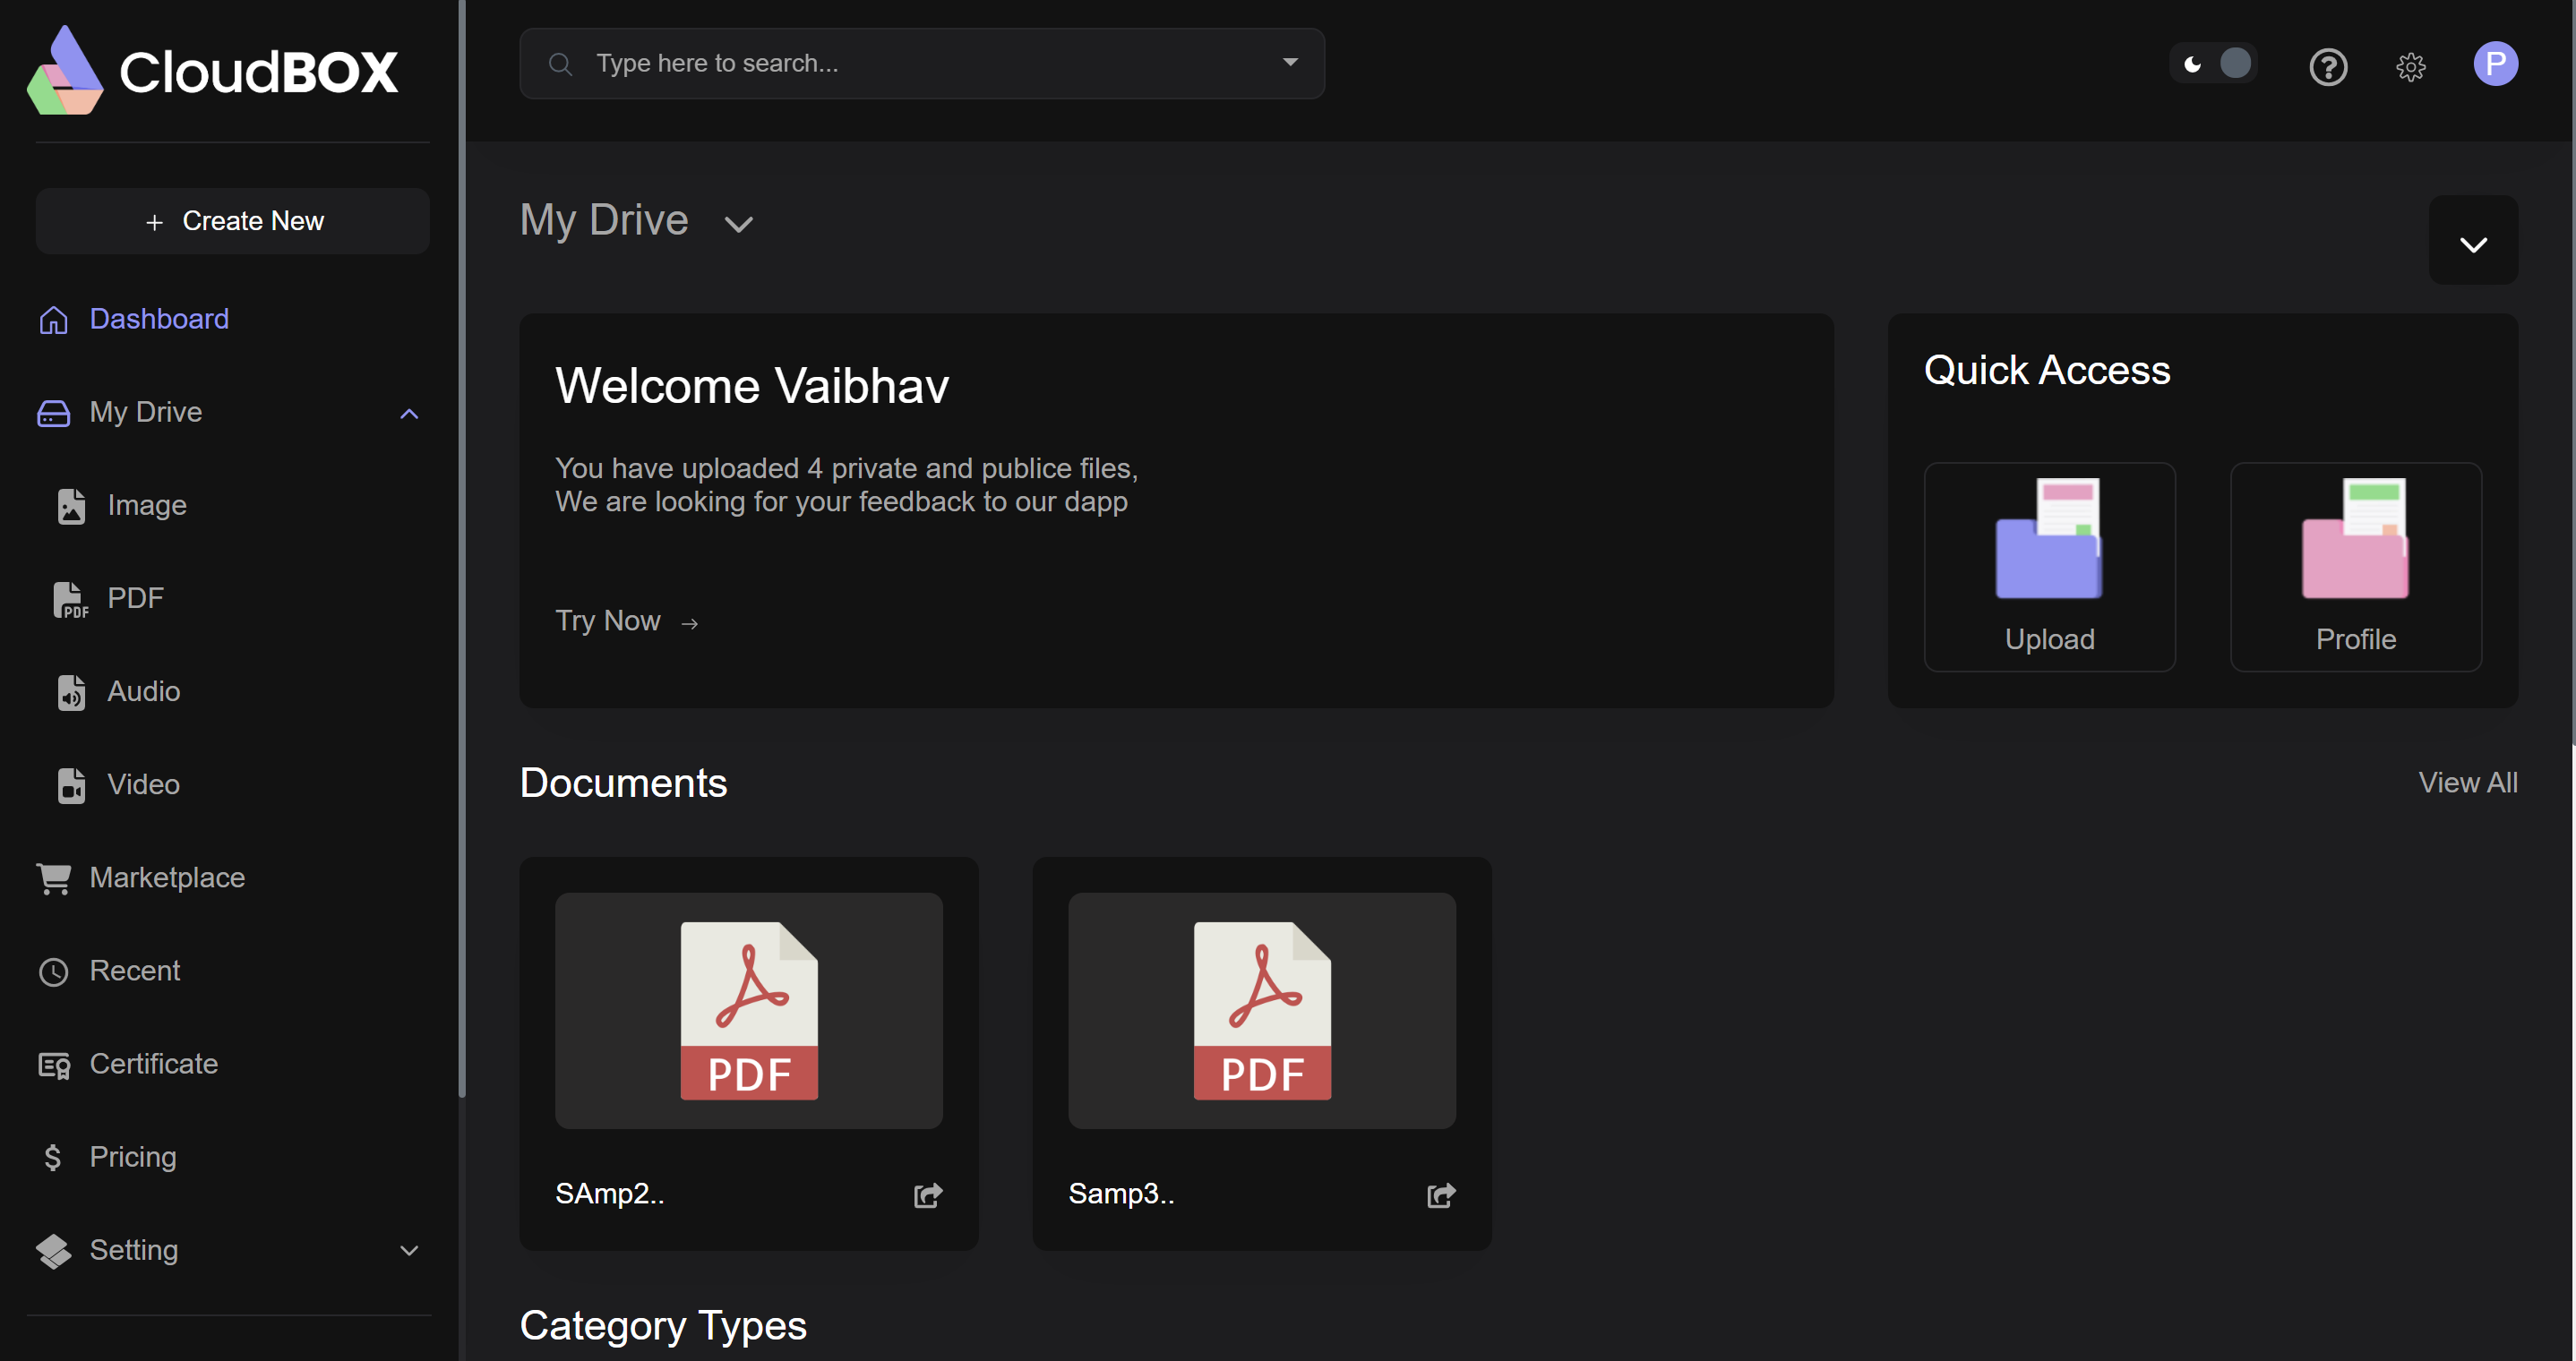 CloudBOX
Create New
Dashboard
My Drive
Image
PDF
PDF
Audio
Video
Marketplace
Recent
Certificate
$ Pricing
Setting
Type here to search...
?
P
My Drive
Welcome Vaibhav
You have uploaded 4 private and publice files,
We are looking for your feedback to our dapp
Try Now →
Quick Access
Upload
Profile
Documents
View All
PDF
SAmp2..
PDF
Samp3..
Category Types